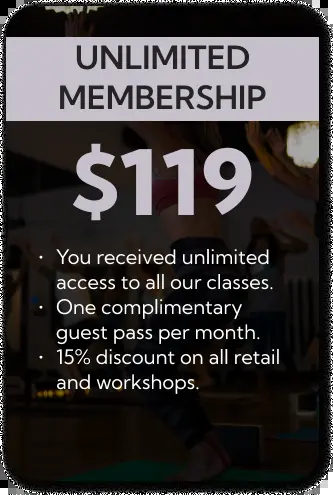 UNLIMITED
MEMBERSHIP
$119
· You received unlimited
access to all our classes.
· One complimentary
guest pass per month.
· 15% discount on all retail
and workshops.